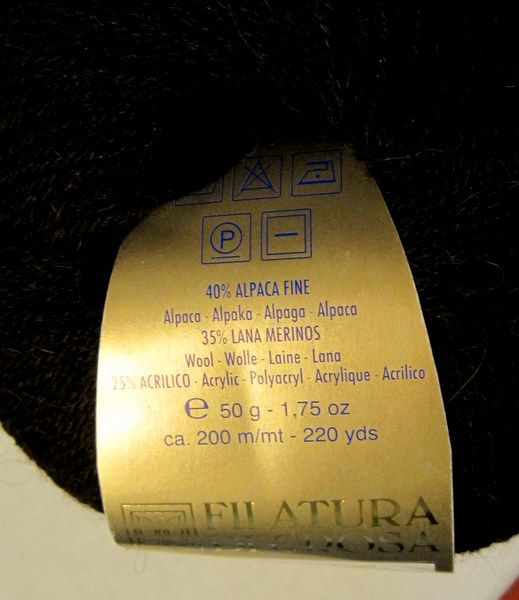 P
40% ALPACA FINE
Alpaca - Alpaka - Alpaga - Alpaca
35% LANA MERINOS
Wool - Wolle - Laine - Lana
25% ACRILICO - Acrylic - Polyacryl - Acrylique - Acrilico
e 50 g - 1,75 oz
ca. 200 m/mt - 220 yds
FILATURA